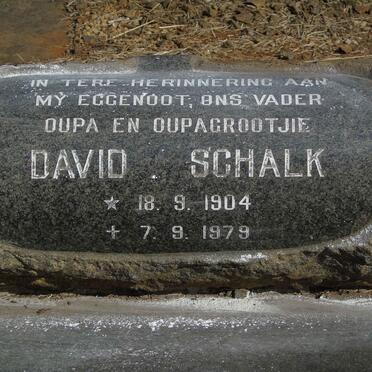 IN TERE HERINNERING AAN
MY EGGENOOT, ONS VADER
OUPA EN OUPAGROOTJIE
DAVID SCHALK
* 18. 9. 1904
+ 7. 9. 1979